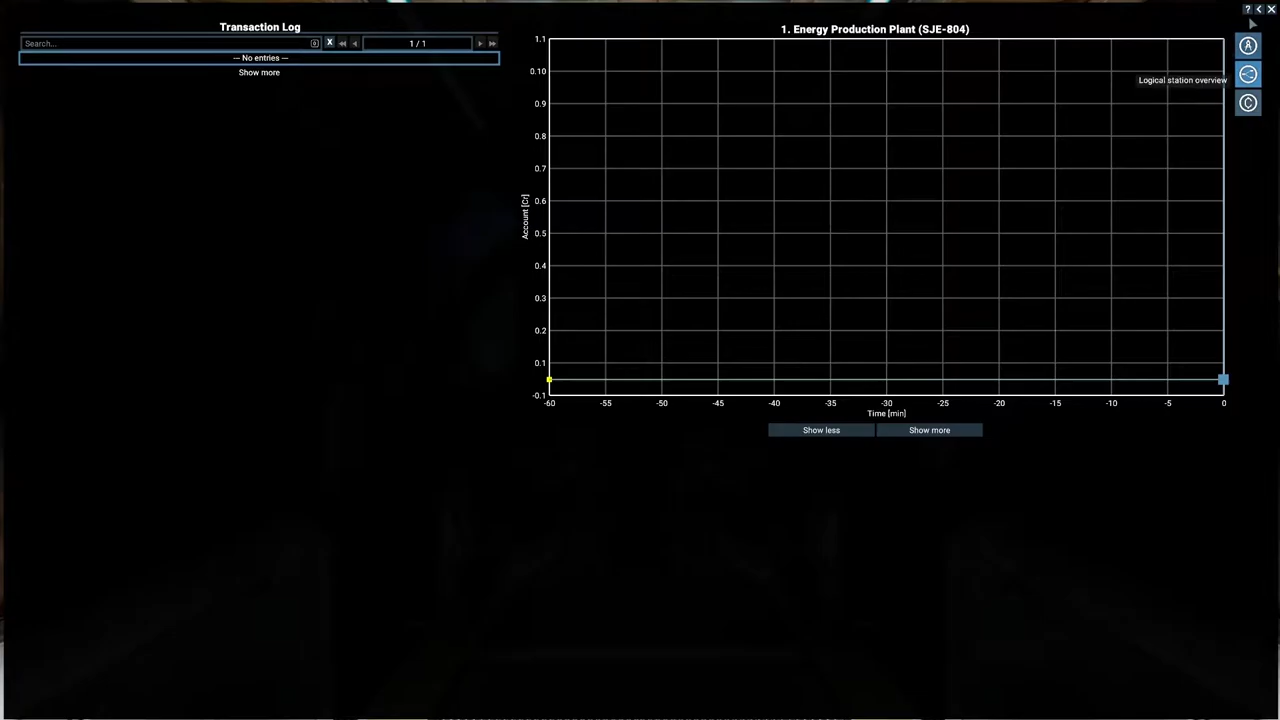 Transaction Log
Search...
0
X
1 / 1
— No entries —
Show more
1. Energy Production Plant (SJE-804)
Logical station overview
Account [Cr]
1.1
0.10
0.9
0.8
0.7
0.6
0.5
0.4
0.3
0.2
0.1
-0.1
-60 -55 -50 -45 -40 -35 -30 -25 -20 -15 -10 -5 0
Time [min]
Show less Show more
?